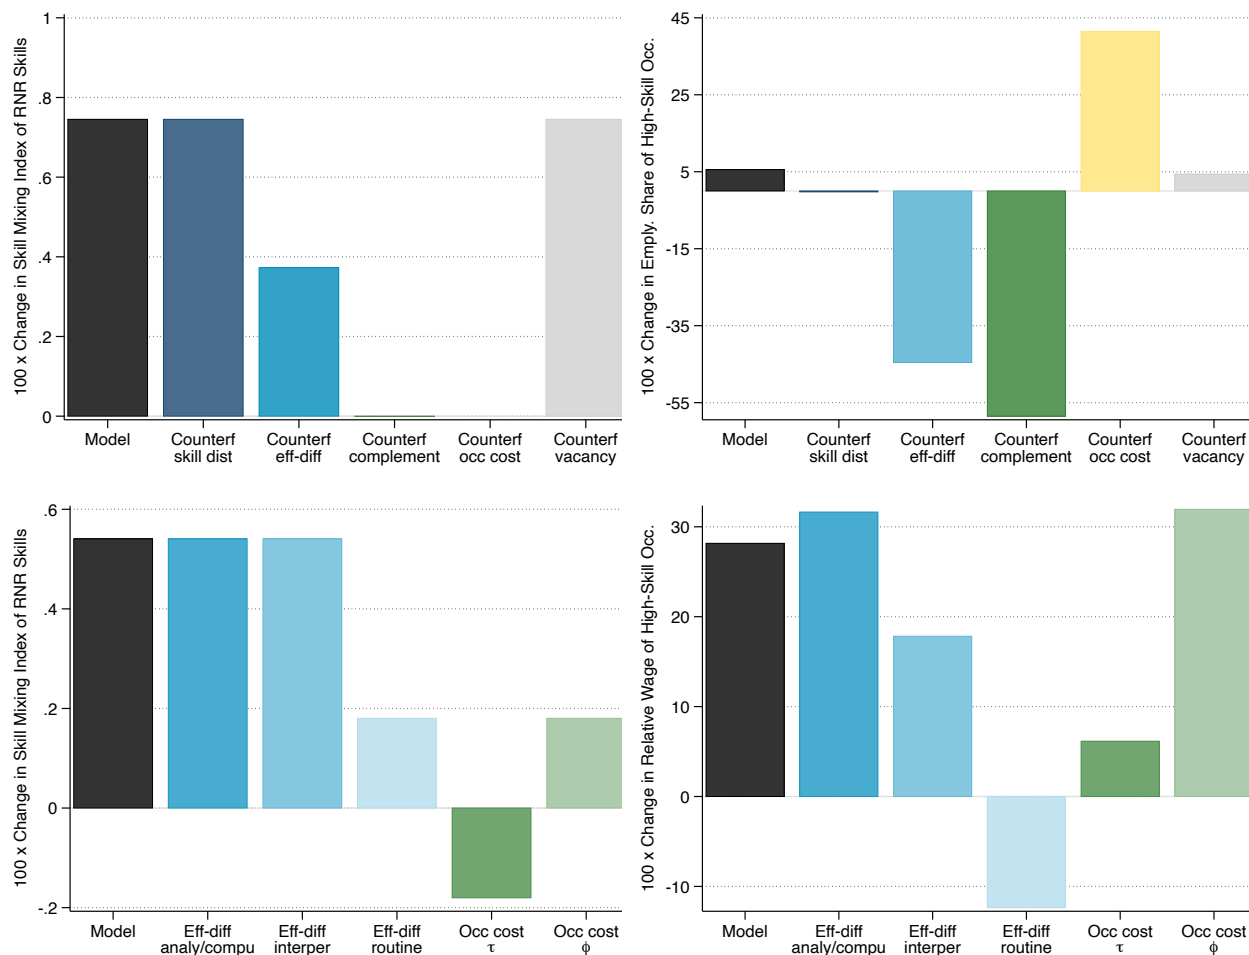 100 x Change in Skill Mixing Index of RNR Skills
1
.8
.6
.4
.2
0
Model
Counterf
skill dist
Counterf
eff-diff
Counterf
complement
Counterf
occ cost
Counterf
vacancy
100 x Change in Emply. Share of High-Skill Occ.
45
25
5
-15
-35
-55
Model
Counterf
skill dist
Counterf
eff-diff
Counterf
complement
Counterf
occ cost
Counterf
vacancy
100 x Change in Skill Mixing Index of RNR Skills
.6
.4
.2
0
-.2
Model
Eff-diff
analy/compu
Eff-diff
interper
Eff-diff
routine
Occ cost
τ
Occ cost
ϕ
100 x Change in Relative Wage of High-Skill Occ.
30
20
10
0
-10
Model
Eff-diff
analy/compu
Eff-diff
interper
Eff-diff
routine
Occ cost
τ
Occ cost
ϕ